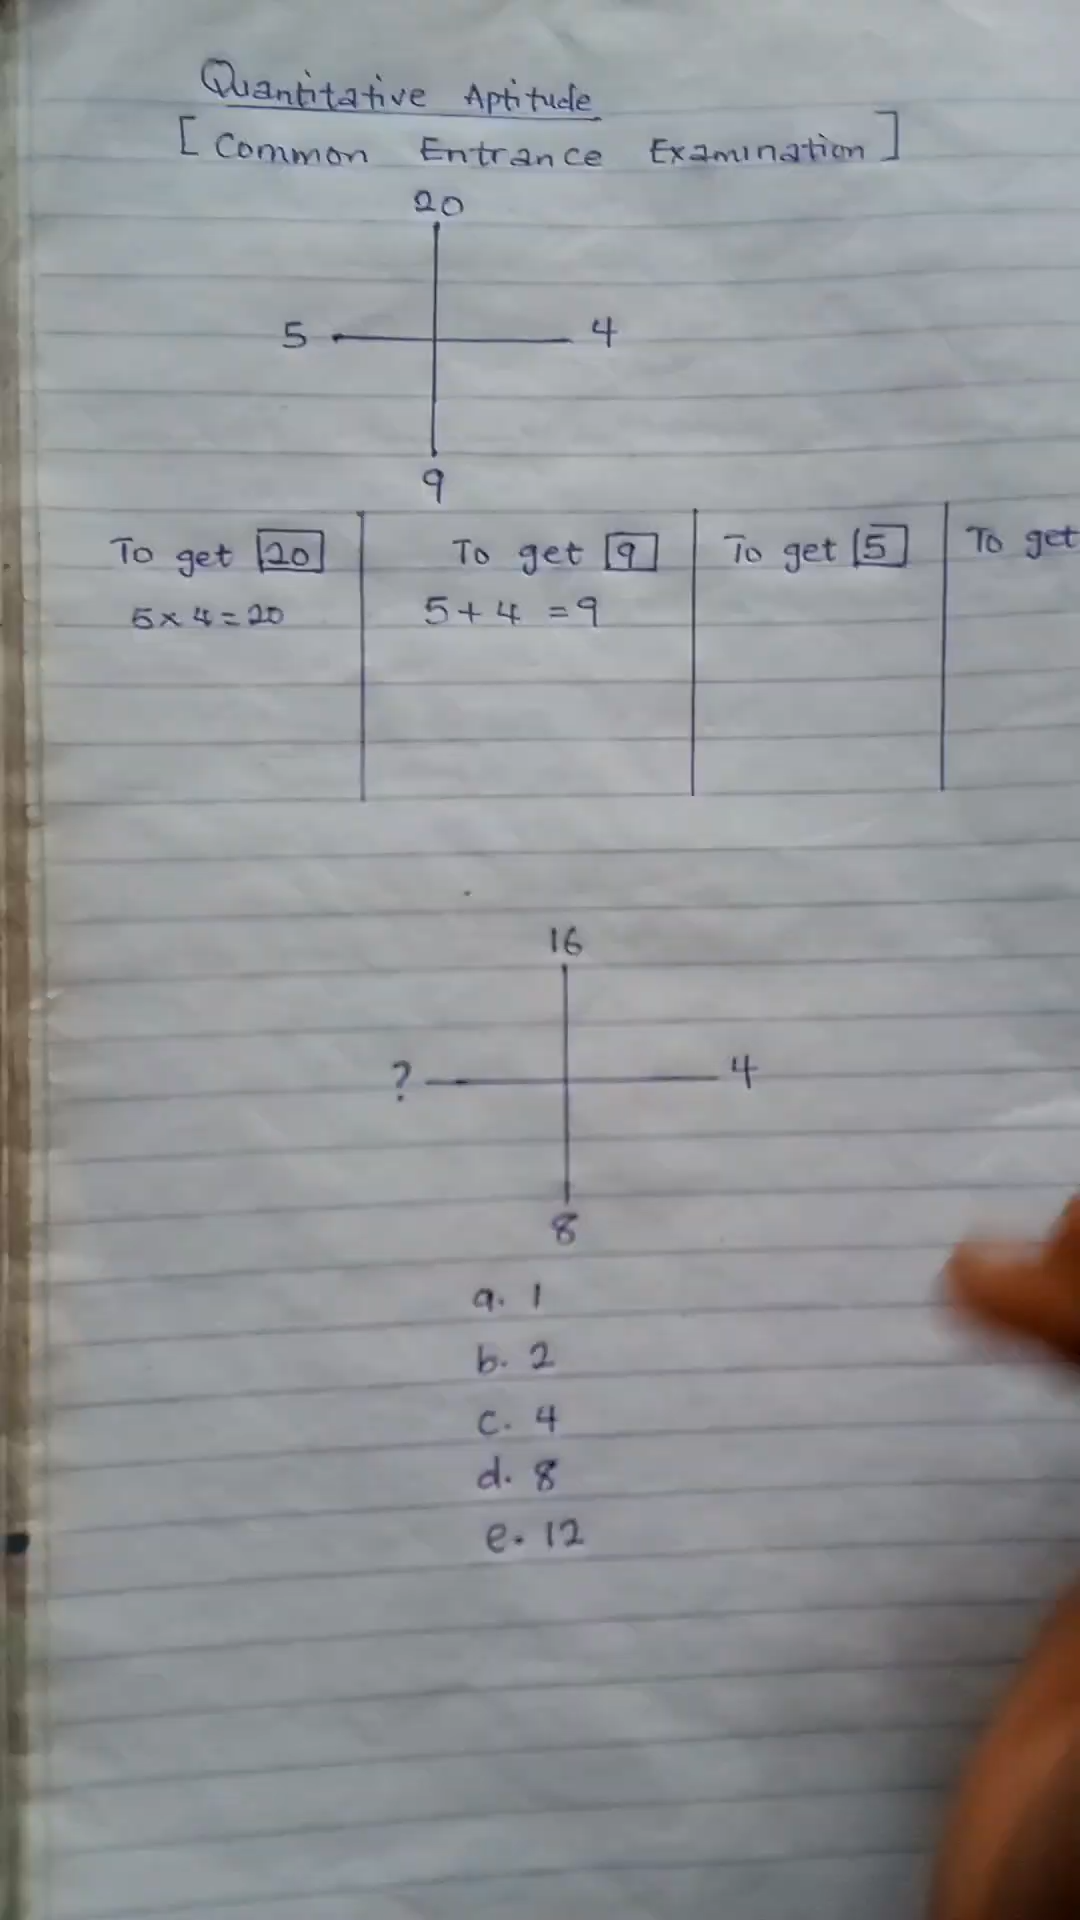 Quantitative Aptitude
[Common Entrance Examination]
20
5 4
9
To get 20 To get 9 To get 5 To get
5 x 4 = 20 5 + 4 = 9
16
? 4
8
a. 1
b. 2
c. 4
d. 8
e. 12